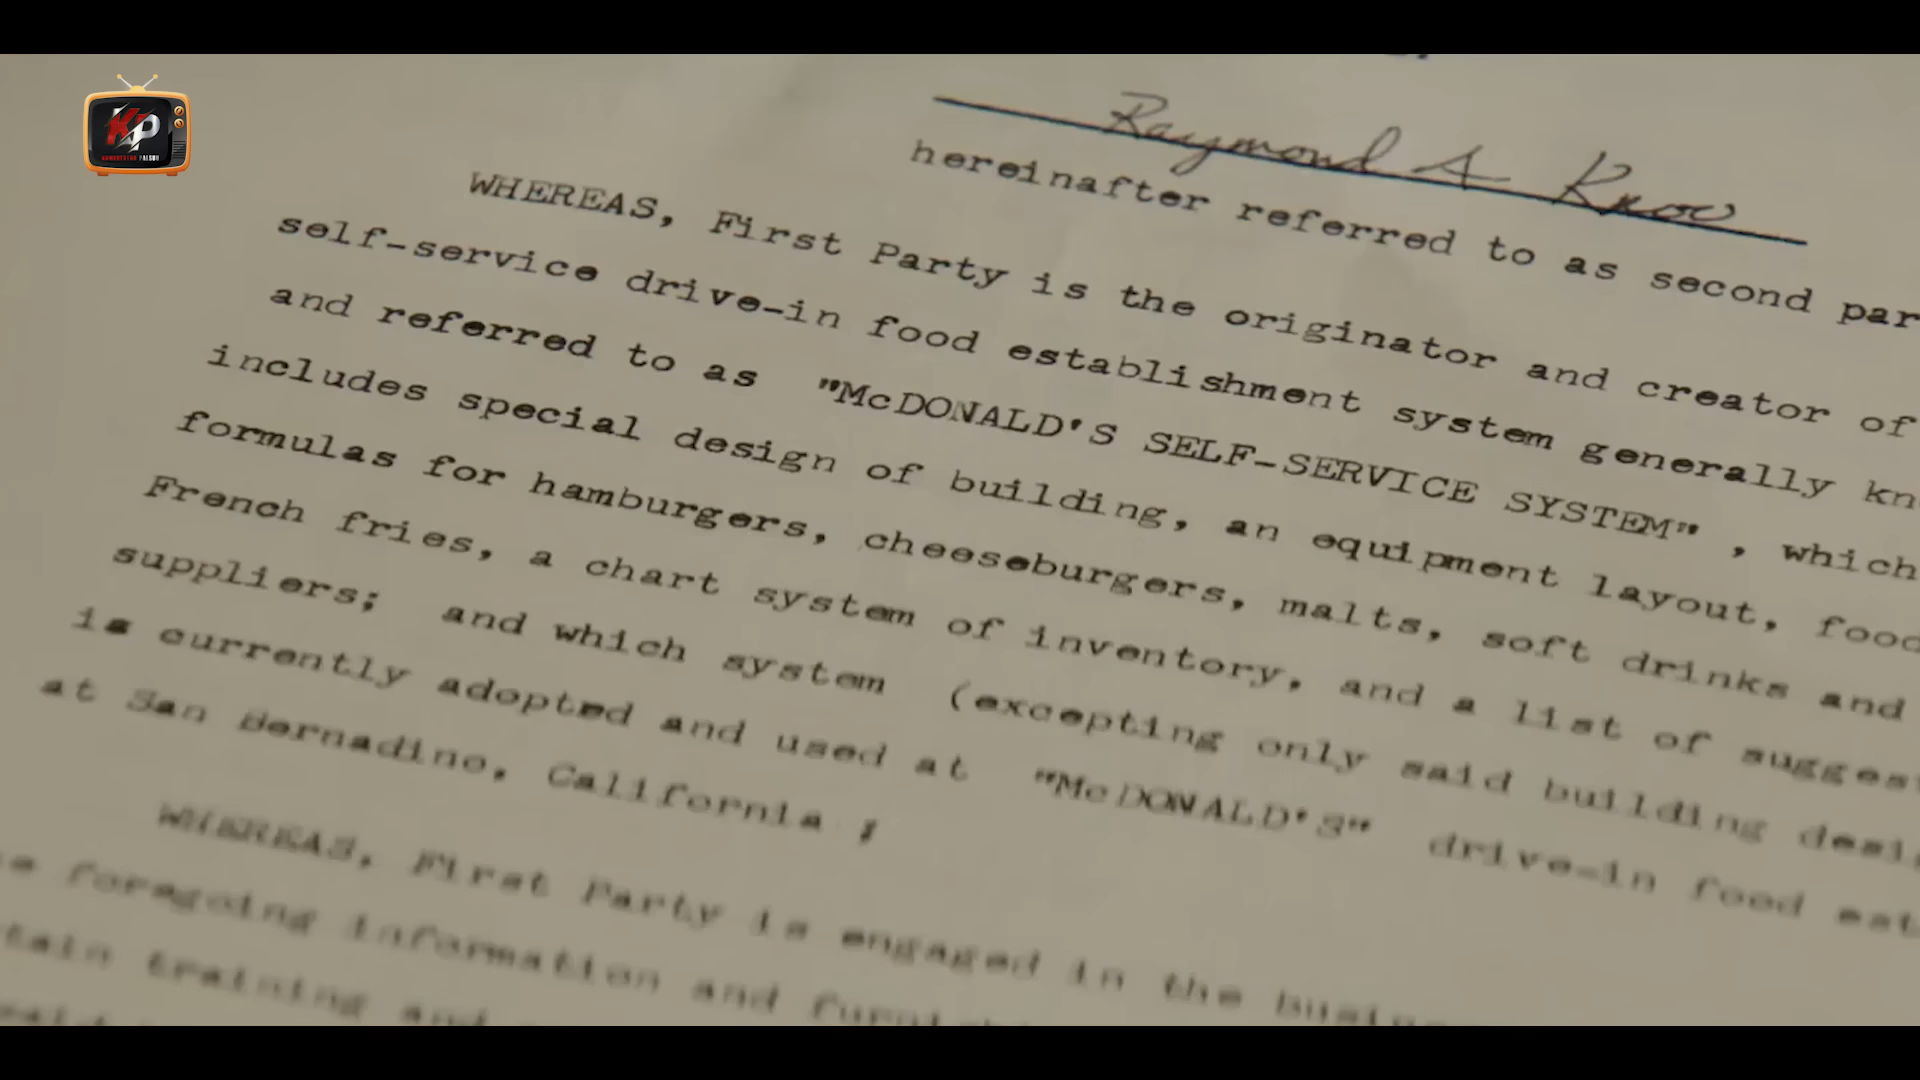 KP
Raymond A Kroc
hereinafter referred to as second par
WHEREAS, First Party is the originator and creator of
self-service drive-in food establishment system generally kn
and referred to as "McDONALD'S SELF-SERVICE SYSTEM" , which
includes special design of building, an equipment layout, food
formulas for hamburgers, cheeseburgers, malts, soft drinks and
French fries, a chart system of inventory, and a list of sugges
suppliers; and which system (excepting only said building desi
is currently adopted and used at "McDONALD'S" drive-in food est
at San Bernadino, California ;
WHEREAS, First Party is engaged in the busin
foregoing information and furnish
tain training and
said